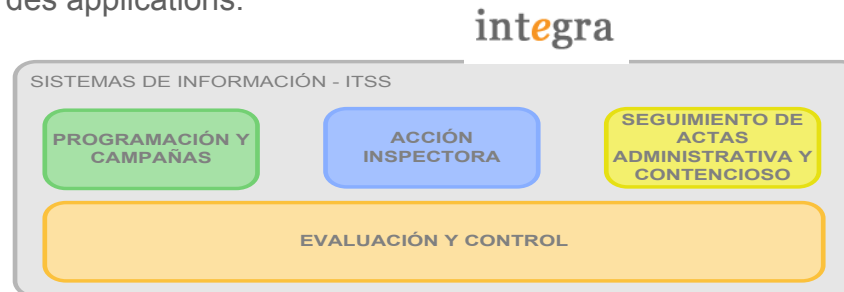 des applications.
integra
SISTEMAS DE INFORMACIÓN - ITSS
PROGRAMACIÓN Y
CAMPAÑAS
ACCIÓN
INSPECTORA
SEGUIMIENTO DE
ACTAS
ADMINISTRATIVA Y
CONTENCIOSO
EVALUACIÓN Y CONTROL